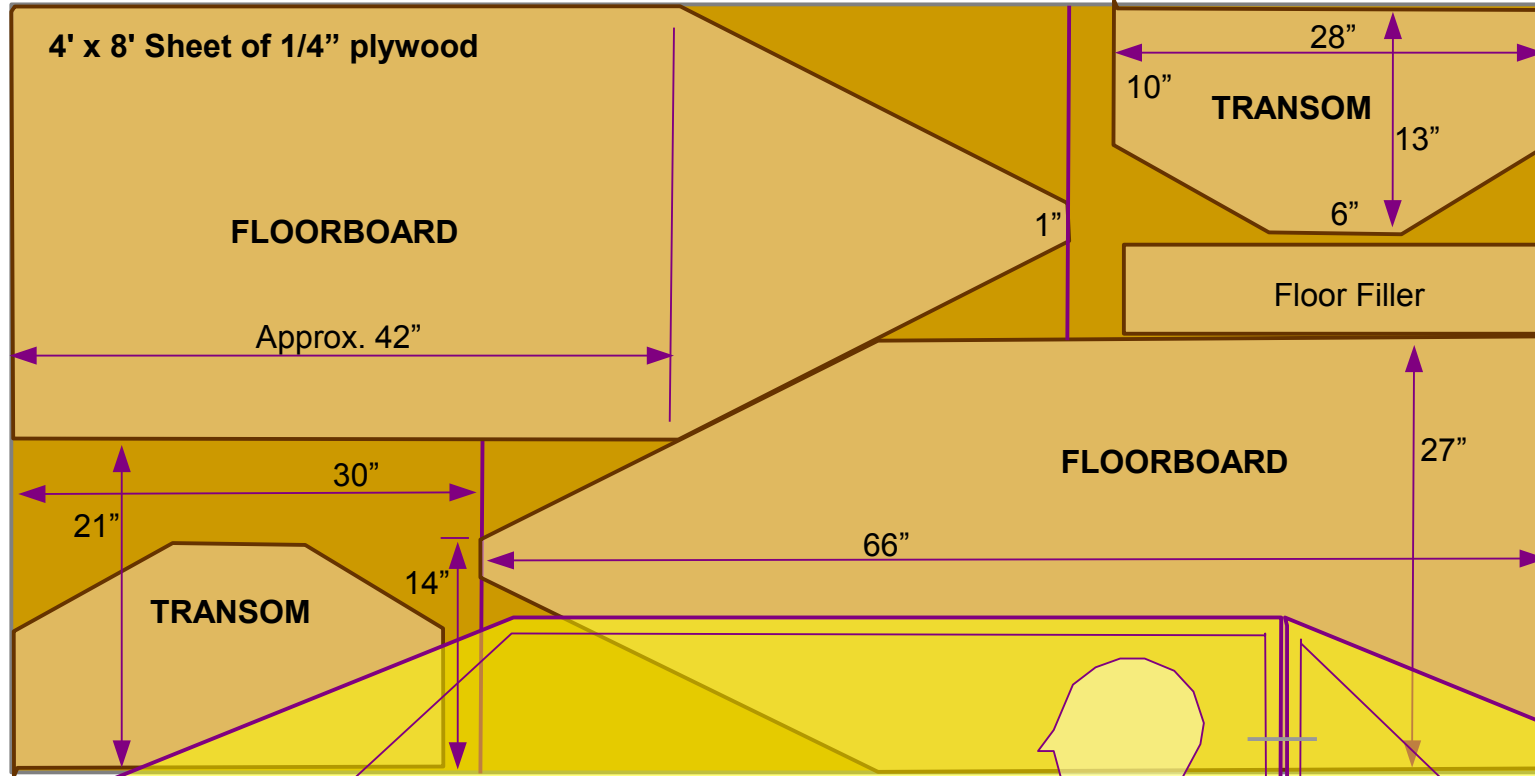 4' x 8' Sheet of 1/4” plywood
28”
10”
TRANSOM
13”
6”
1”
FLOORBOARD
Floor Filler
Approx. 42”
27”
FLOORBOARD
30”
21”
66”
14”
TRANSOM